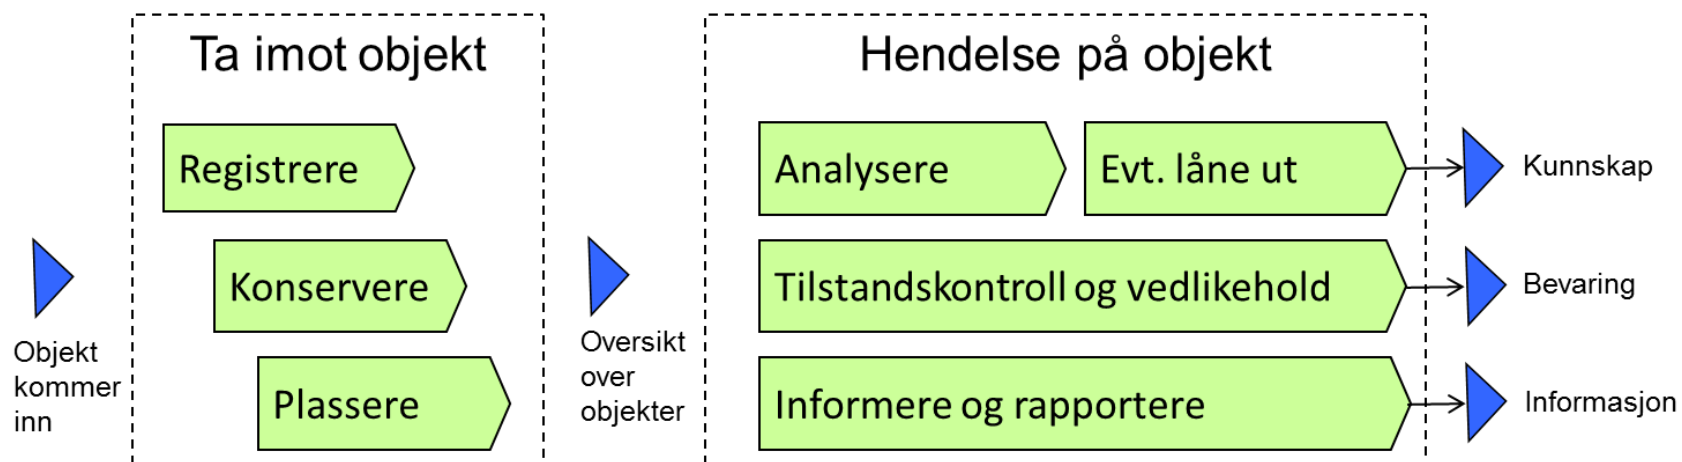 Ta imot objekt
Registrere
Konservere
Plassere
Objekt
kommer
inn
Oversikt
over
objekter
Hendelse på objekt
Analysere
Evt. låne ut
Kunnskap
Tilstandskontroll og vedlikehold
Bevaring
Informere og rapportere
Informasjon